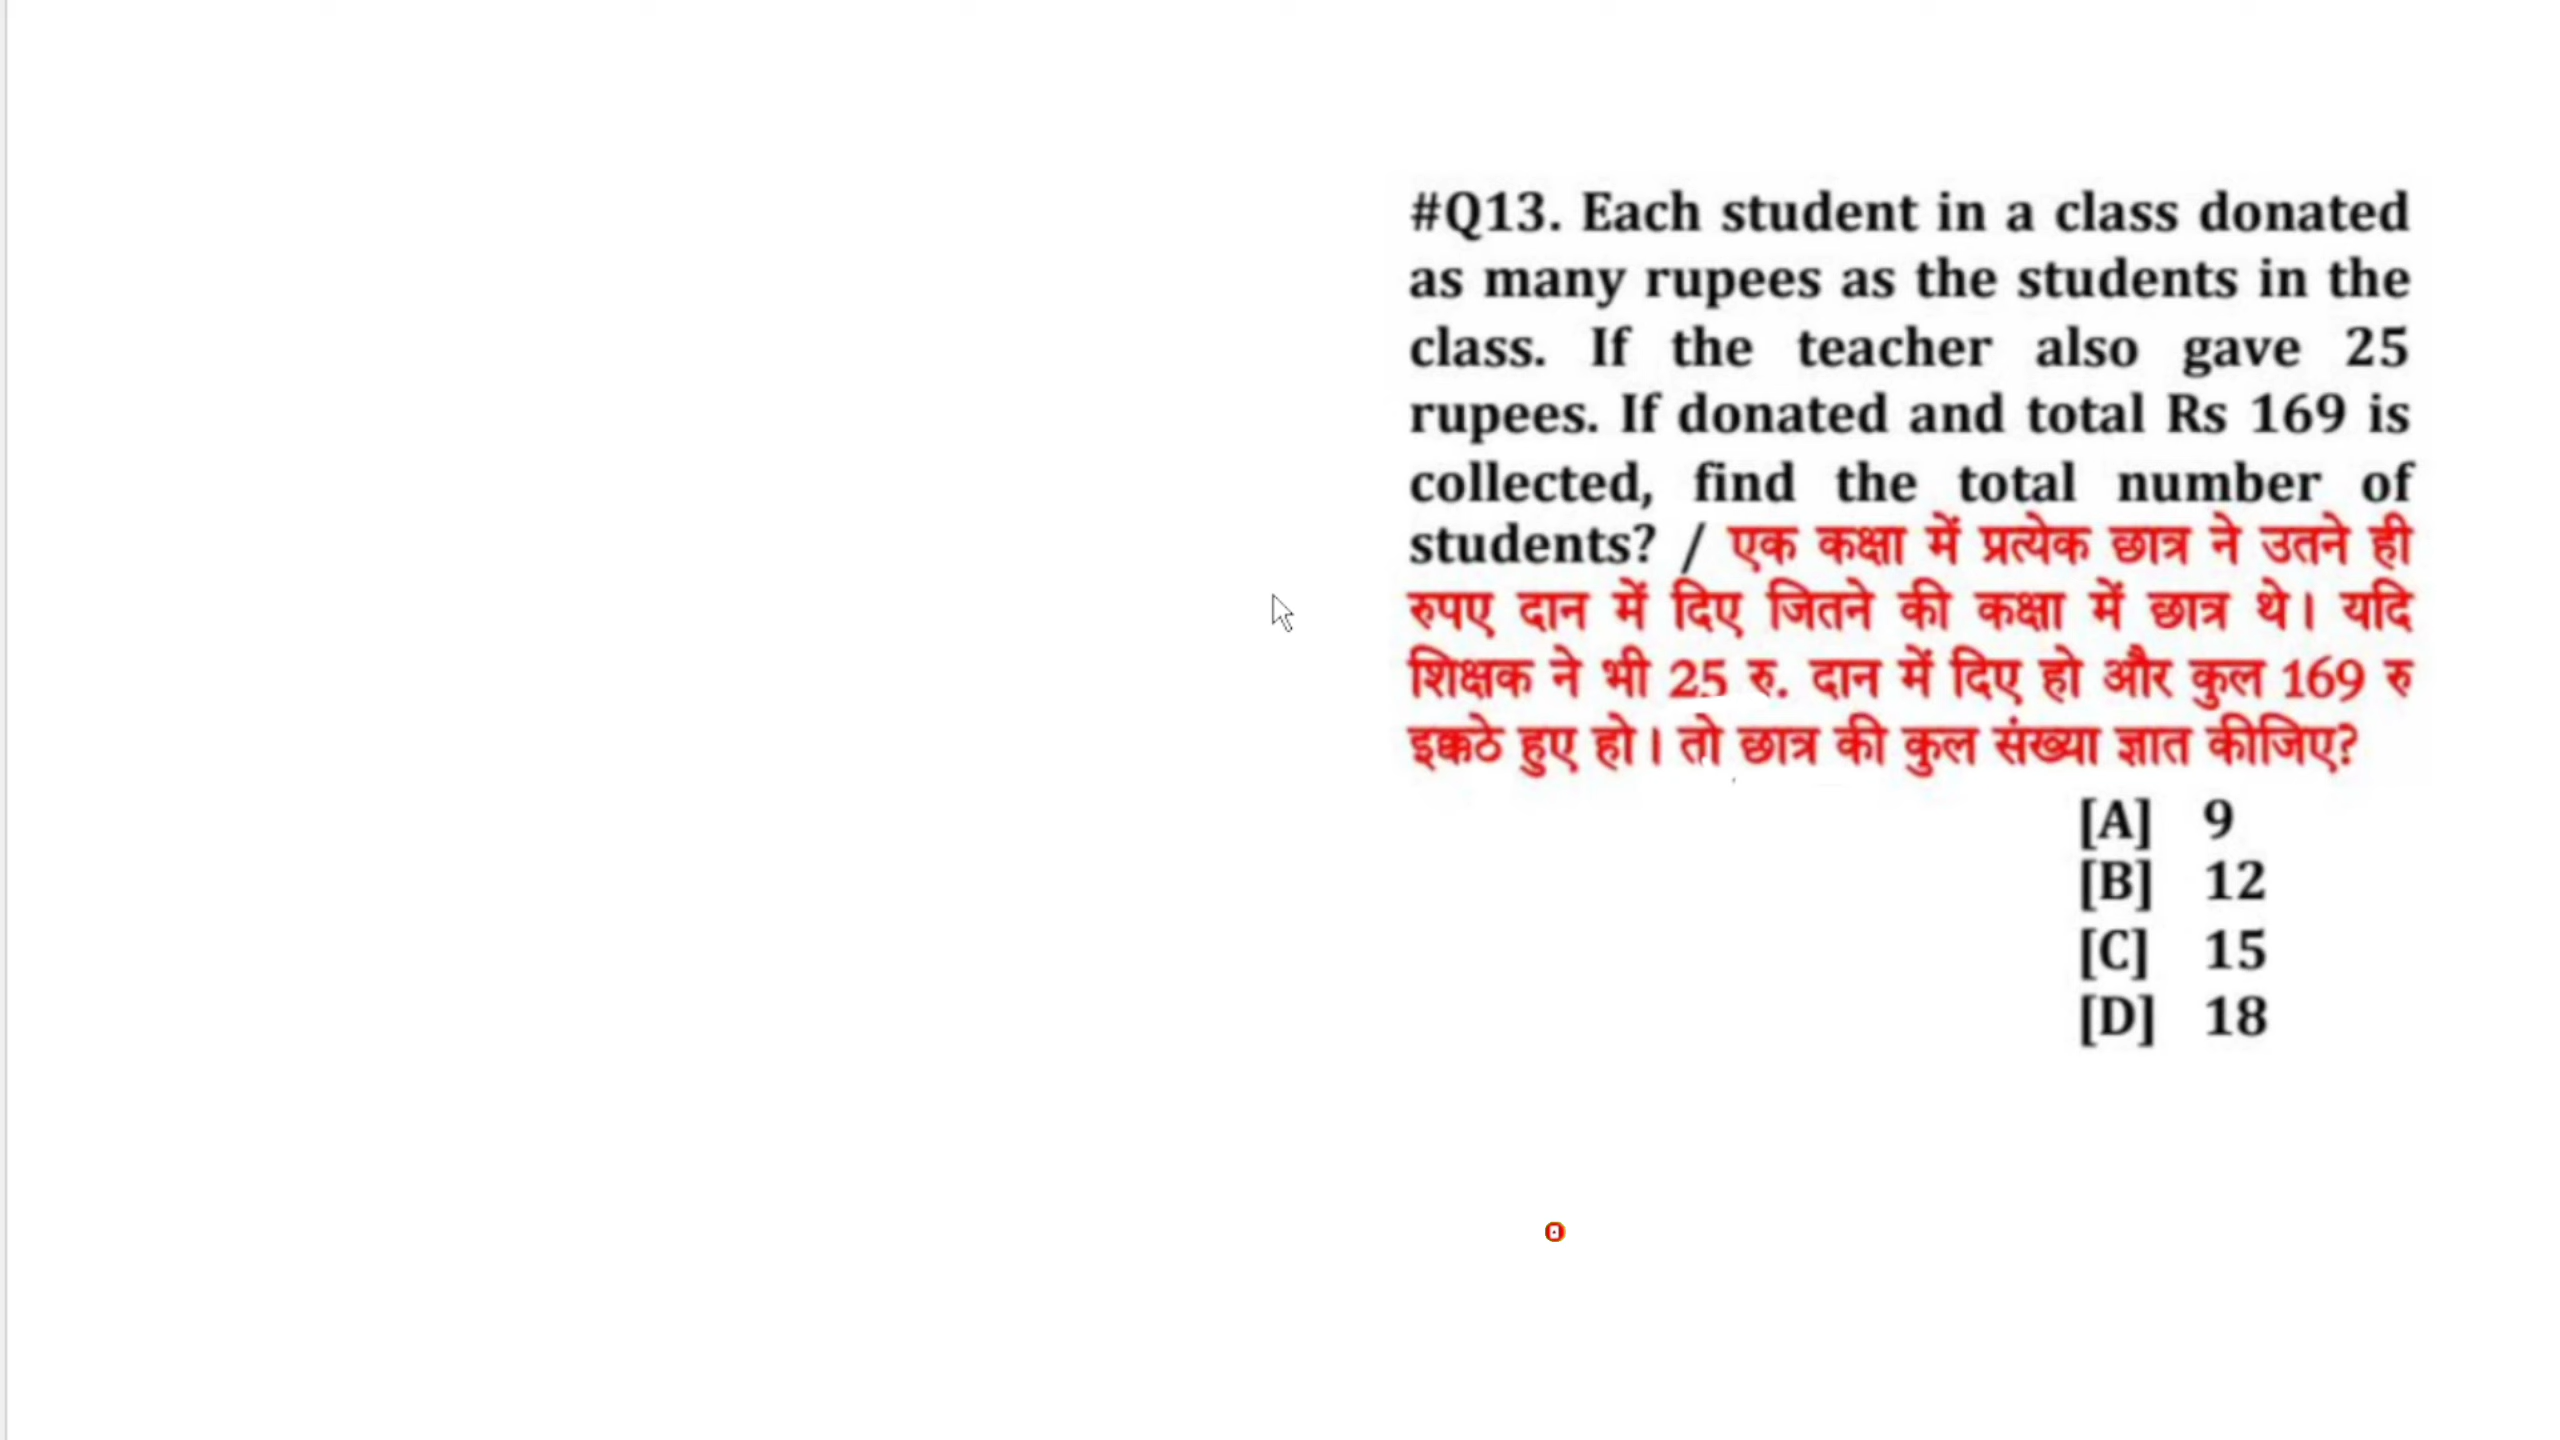 #Q13. Each student in a class donated
as many rupees as the students in the
class. If the teacher also gave 25
rupees. If donated and total Rs 169 is
collected, find the total number of
students? / एक कक्षा में प्रत्येक छात्र ने उतने ही
रुपए दान में दिए जितने की कक्षा में छात्र थे। यदि
शिक्षक ने भी 25 रु. दान में दिए हो और कुल 169 रु
इक्कठे हुए हो। तो छात्र की कुल संख्या ज्ञात कीजिए?
[A] 9
[B] 12
[C] 15
[D] 18